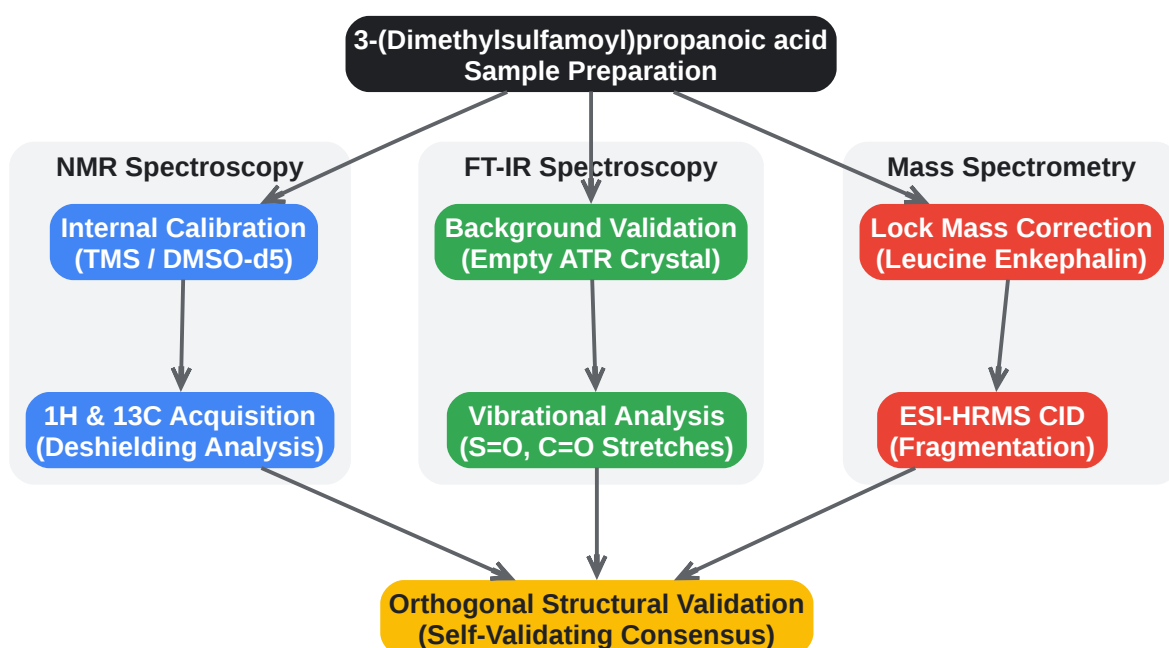 3-(Dimethylsulfamoyl)propanoic acid
Sample Preparation
NMR Spectroscopy
Internal Calibration
(TMS / DMSO-d5)
1H & 13C Acquisition
(Deshielding Analysis)
FT-IR Spectroscopy
Background Validation
(Empty ATR Crystal)
Vibrational Analysis
(S=O, C=O Stretches)
Mass Spectrometry
Lock Mass Correction
(Leucine Enkephalin)
ESI-HRMS CID
(Fragmentation)
Orthogonal Structural Validation
(Self-Validating Consensus)